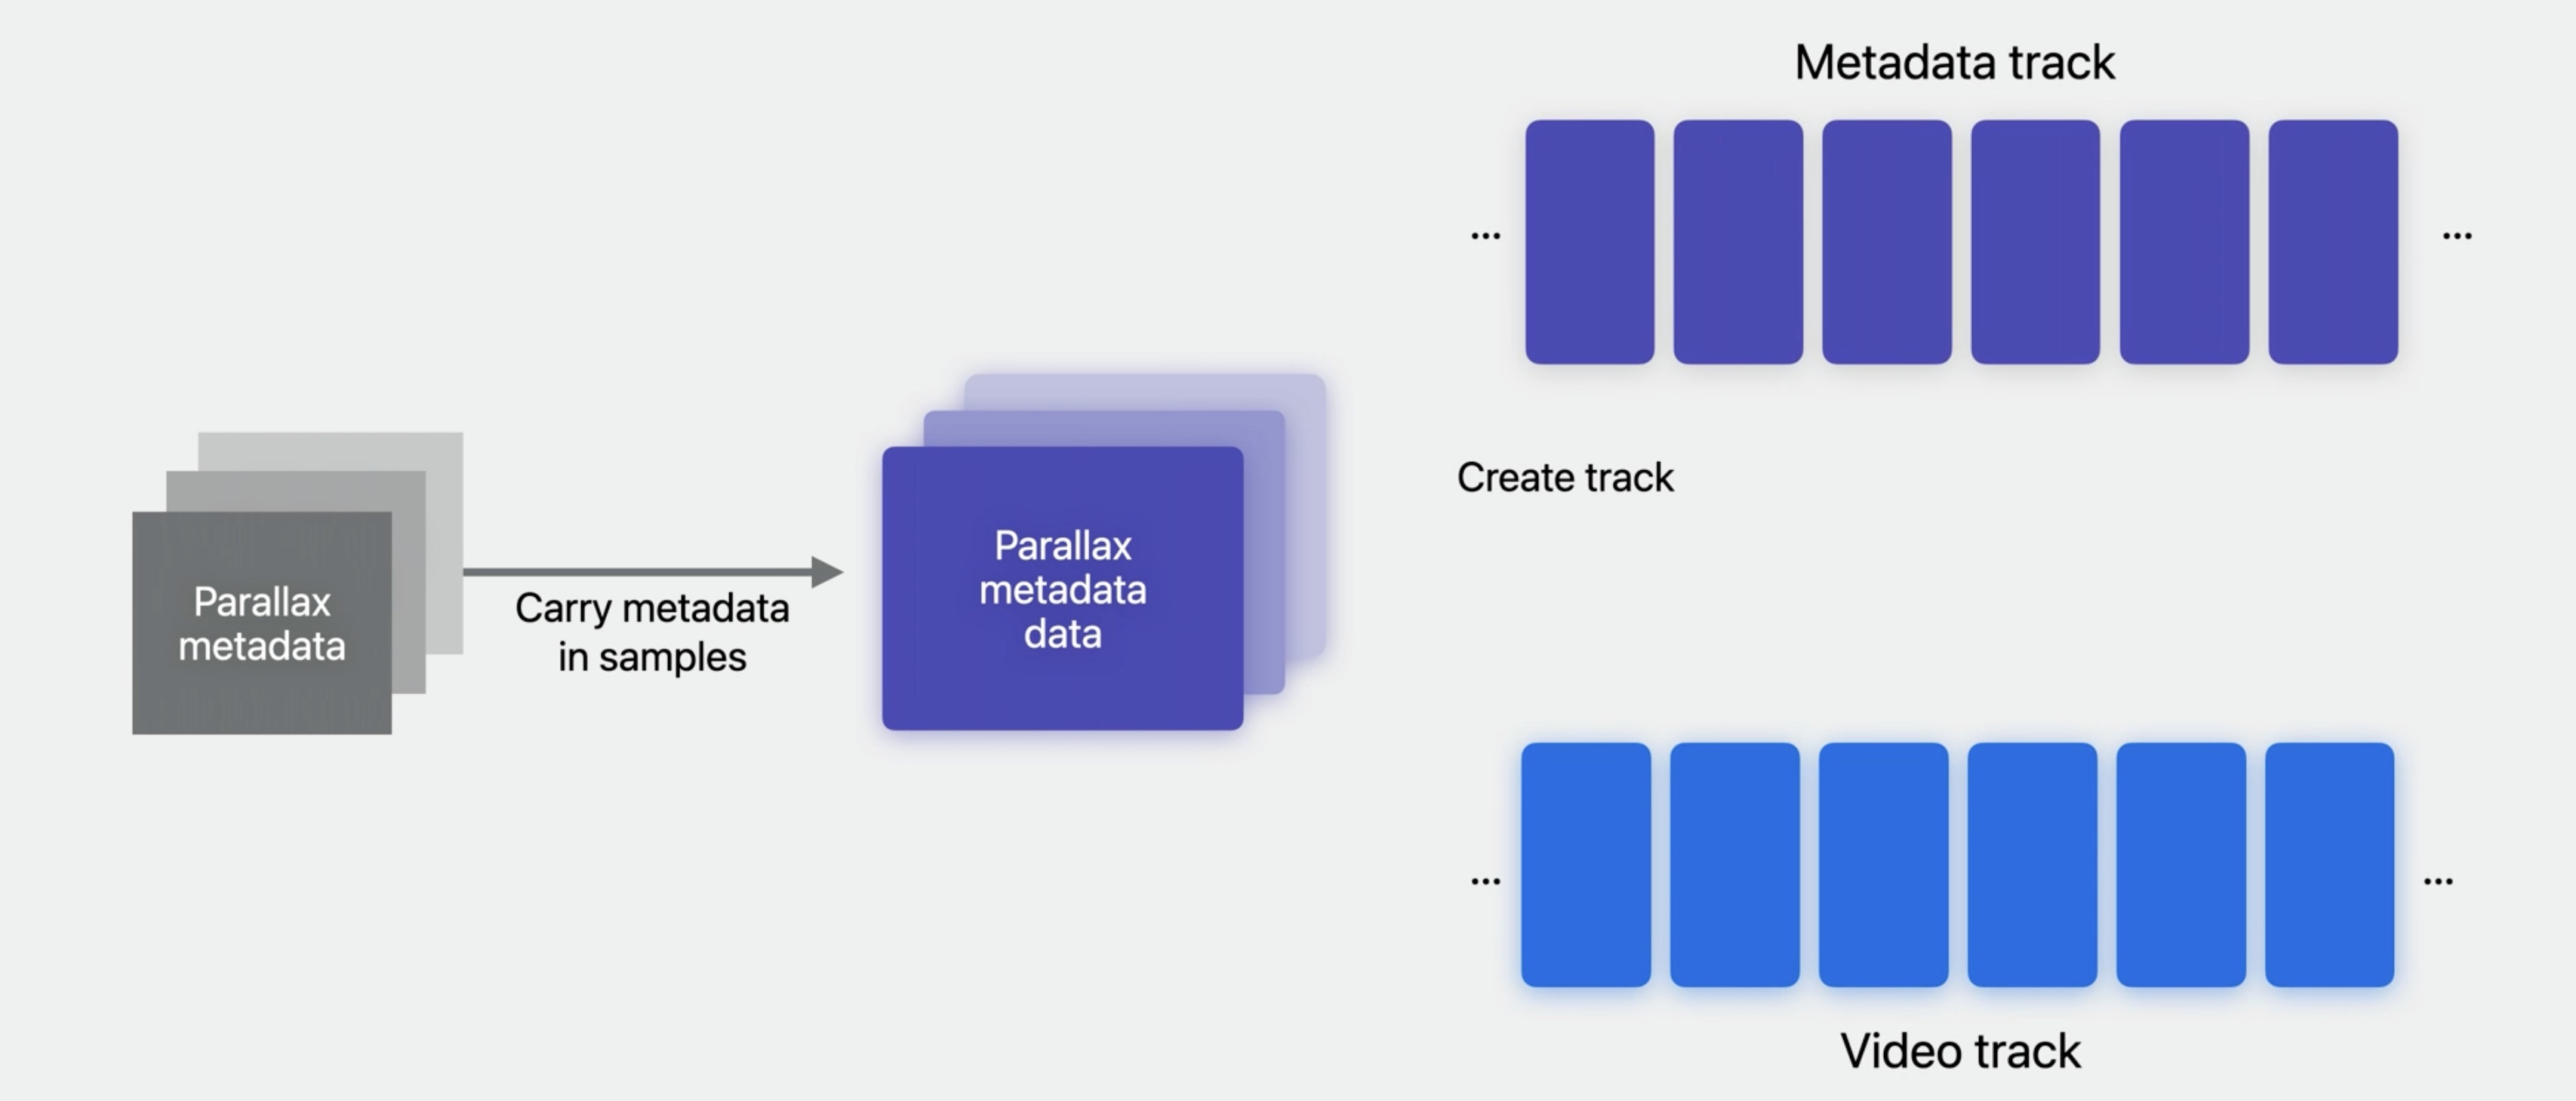 Metadata track
...
...
Create track
Parallax
metadata
Carry metadata
in samples
Parallax
metadata
data
...
...
Video track